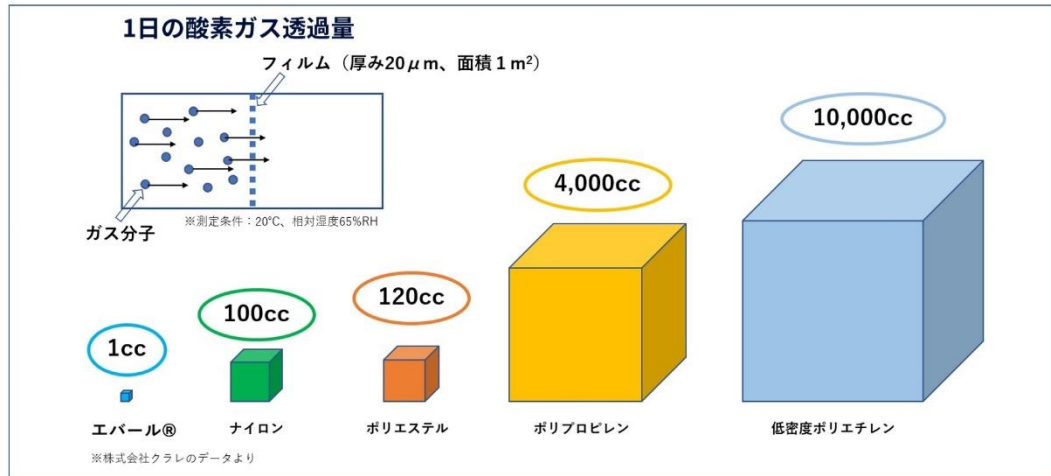 1日の酸素ガス透過量
フィルム（厚み20μm、面積1m²）
ガス分子
※測定条件：20℃、相対湿度65%RH
1cc
100cc
120cc
4,000cc
10,000cc
エバール®
ナイロン
ポリエステル
ポリプロピレン
低密度ポリエチレン
※株式会社クラレのデータより